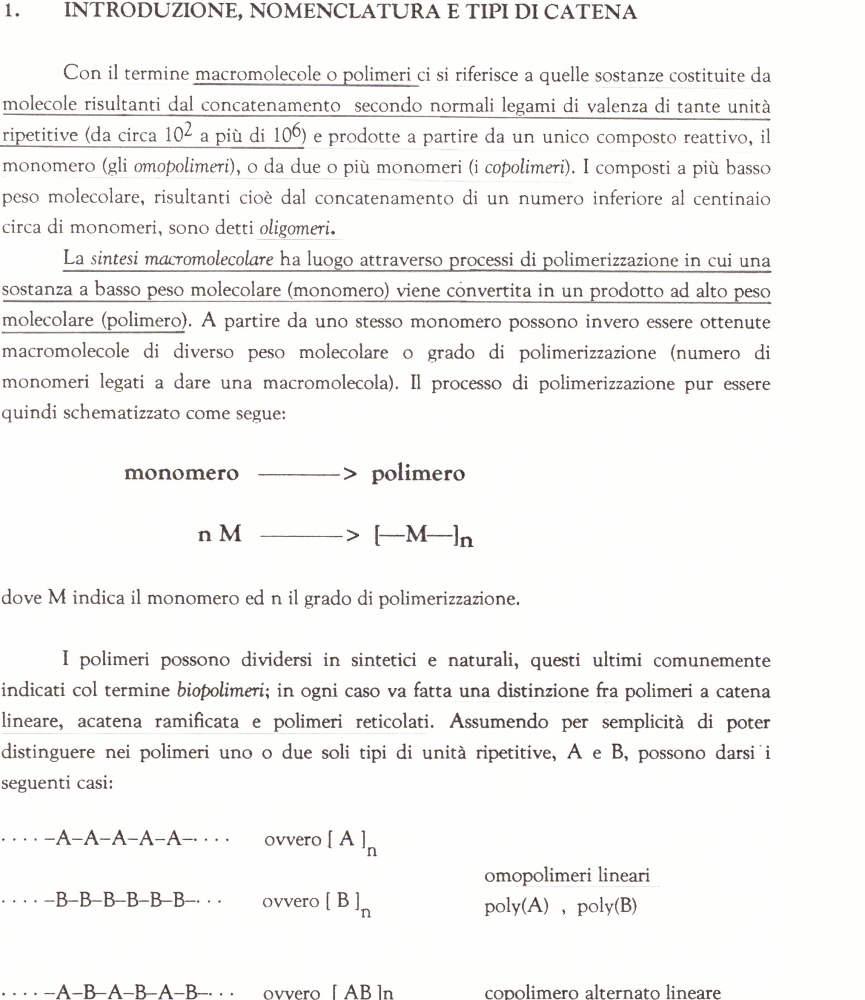 1. INTRODUZIONE, NOMENCLATURA E TIPI DI CATENA
Con il termine macromolecole o polimeri ci si riferisce a quelle sostanze costituite da
molecole risultanti dal concatenamento secondo normali legami di valenza di tante unità
ripetitive (da circa 10² a più di 10⁶) e prodotte a partire da un unico composto reattivo, il
monomero (gli omopolimeri), o da due o più monomeri (i copolimeri). I composti a più basso
peso molecolare, risultanti cioè dal concatenamento di un numero inferiore al centinaio
circa di monomeri, sono detti oligomeri.
La sintesi macromolecolare ha luogo attraverso processi di polimerizzazione in cui una
sostanza a basso peso molecolare (monomero) viene convertita in un prodotto ad alto peso
molecolare (polimero). A partire da uno stesso monomero possono invero essere ottenute
macromolecole di diverso peso molecolare o grado di polimerizzazione (numero di
monomeri legati a dare una macromolecola). Il processo di polimerizzazione pur essere
quindi schematizzato come segue:
monomero ———> polimero
n M ———> [—M—]n
dove M indica il monomero ed n il grado di polimerizzazione.
I polimeri possono dividersi in sintetici e naturali, questi ultimi comunemente
indicati col termine biopolimeri; in ogni caso va fatta una distinzione fra polimeri a catena
lineare, acatena ramificata e polimeri reticolati. Assumendo per semplicità di poter
distinguere nei polimeri uno o due soli tipi di unità ripetitive, A e B, possono darsi i
seguenti casi:
· · · · –A–A–A–A–A–· · · · ovvero [ A ]n
omopolimeri lineari
· · · · –B–B–B–B–B–B–· · · ovvero [ B ]n
poly(A) , poly(B)
· · · · –A–B–A–B–A–B–· · · ovvero [ AB ]n copolimero alternato lineare